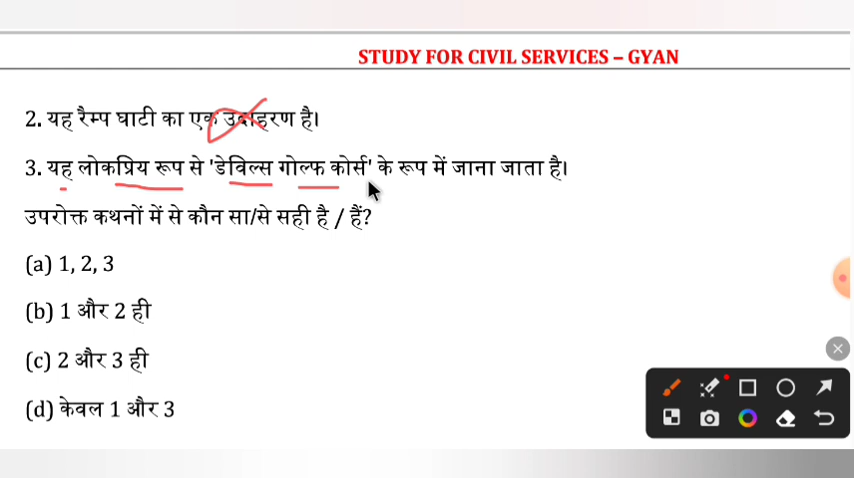 STUDY FOR CIVIL SERVICES – GYAN
2. यह रैम्प घाटी का एक उदाहरण है।
3. यह लोकप्रिय रूप से 'डेविल्स गोल्फ कोर्स' के रूप में जाना जाता है।
उपरोक्त कथनों में से कौन सा/से सही है / हैं?
(a) 1, 2, 3
(b) 1 और 2 ही
(c) 2 और 3 ही
(d) केवल 1 और 3